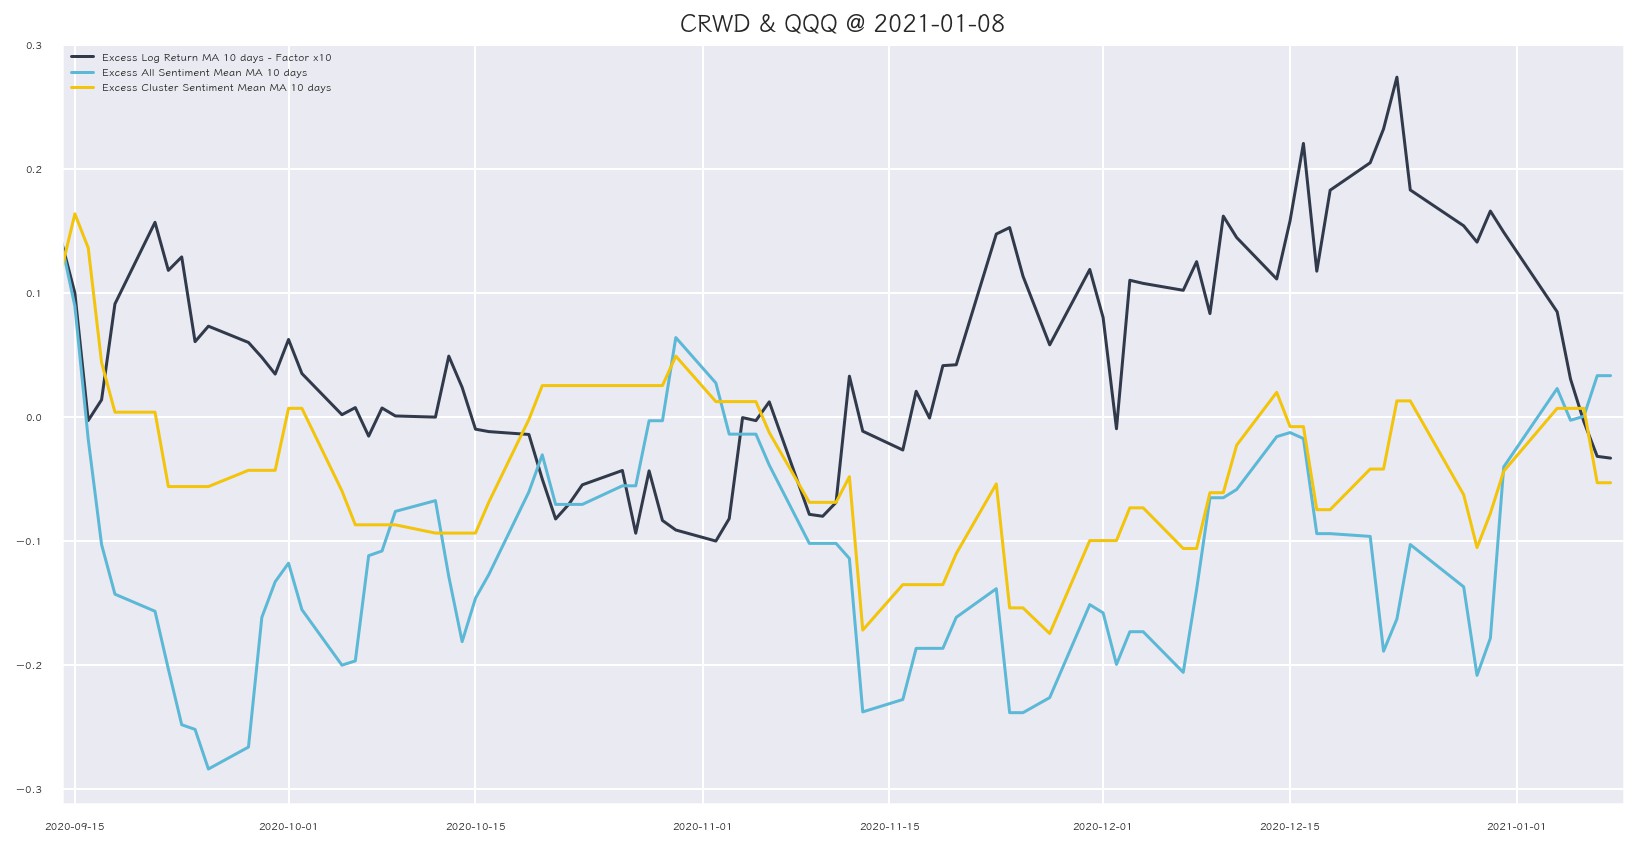 CRWD & QQQ @ 2021-01-08
Excess Log Return MA 10 days - Factor x10
Excess All Sentiment Mean MA 10 days
Excess Cluster Sentiment Mean MA 10 days
0.3
0.2
0.1
0.0
−0.1
−0.2
−0.3
2020-09-15 2020-10-01 2020-10-15 2020-11-01 2020-11-15 2020-12-01 2020-12-15 2021-01-01